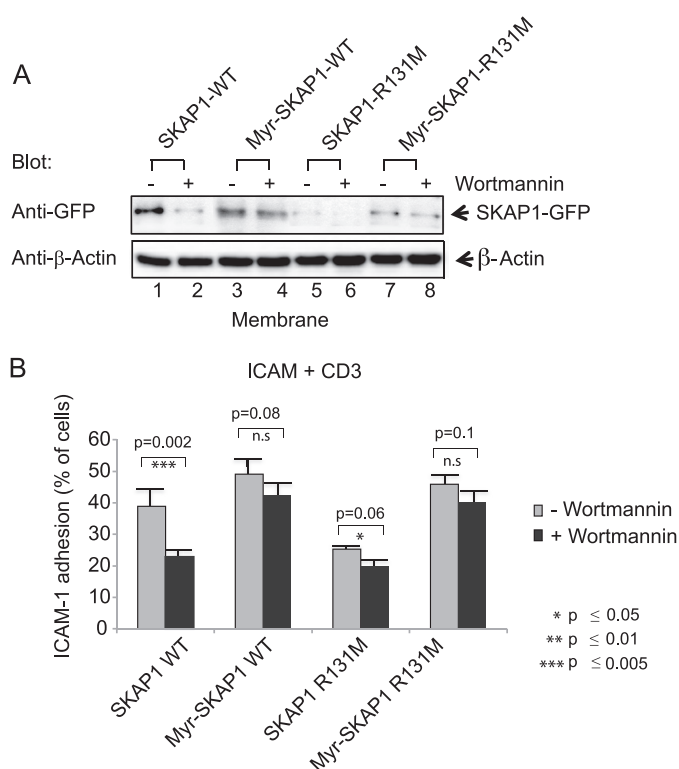 A
SKAP1-WT
Myr-SKAP1-WT
SKAP1-R131M
Myr-SKAP1-R131M
Blot:
- + - + - + - + Wortmannin
Anti-GFP SKAP1-GFP
Anti-β-Actin β-Actin
1 2 3 4 5 6 7 8
Membrane
B
ICAM + CD3
ICAM-1 adhesion (% of cells)
60
50
40
30
20
10
0
p=0.002
***
p=0.08
n.s
p=0.06
*
p=0.1
n.s
- Wortmannin
+ Wortmannin
* p ≤ 0.05
** p ≤ 0.01
*** p ≤ 0.005
SKAP1 WT
Myr-SKAP1 WT
SKAP1 R131M
Myr-SKAP1 R131M